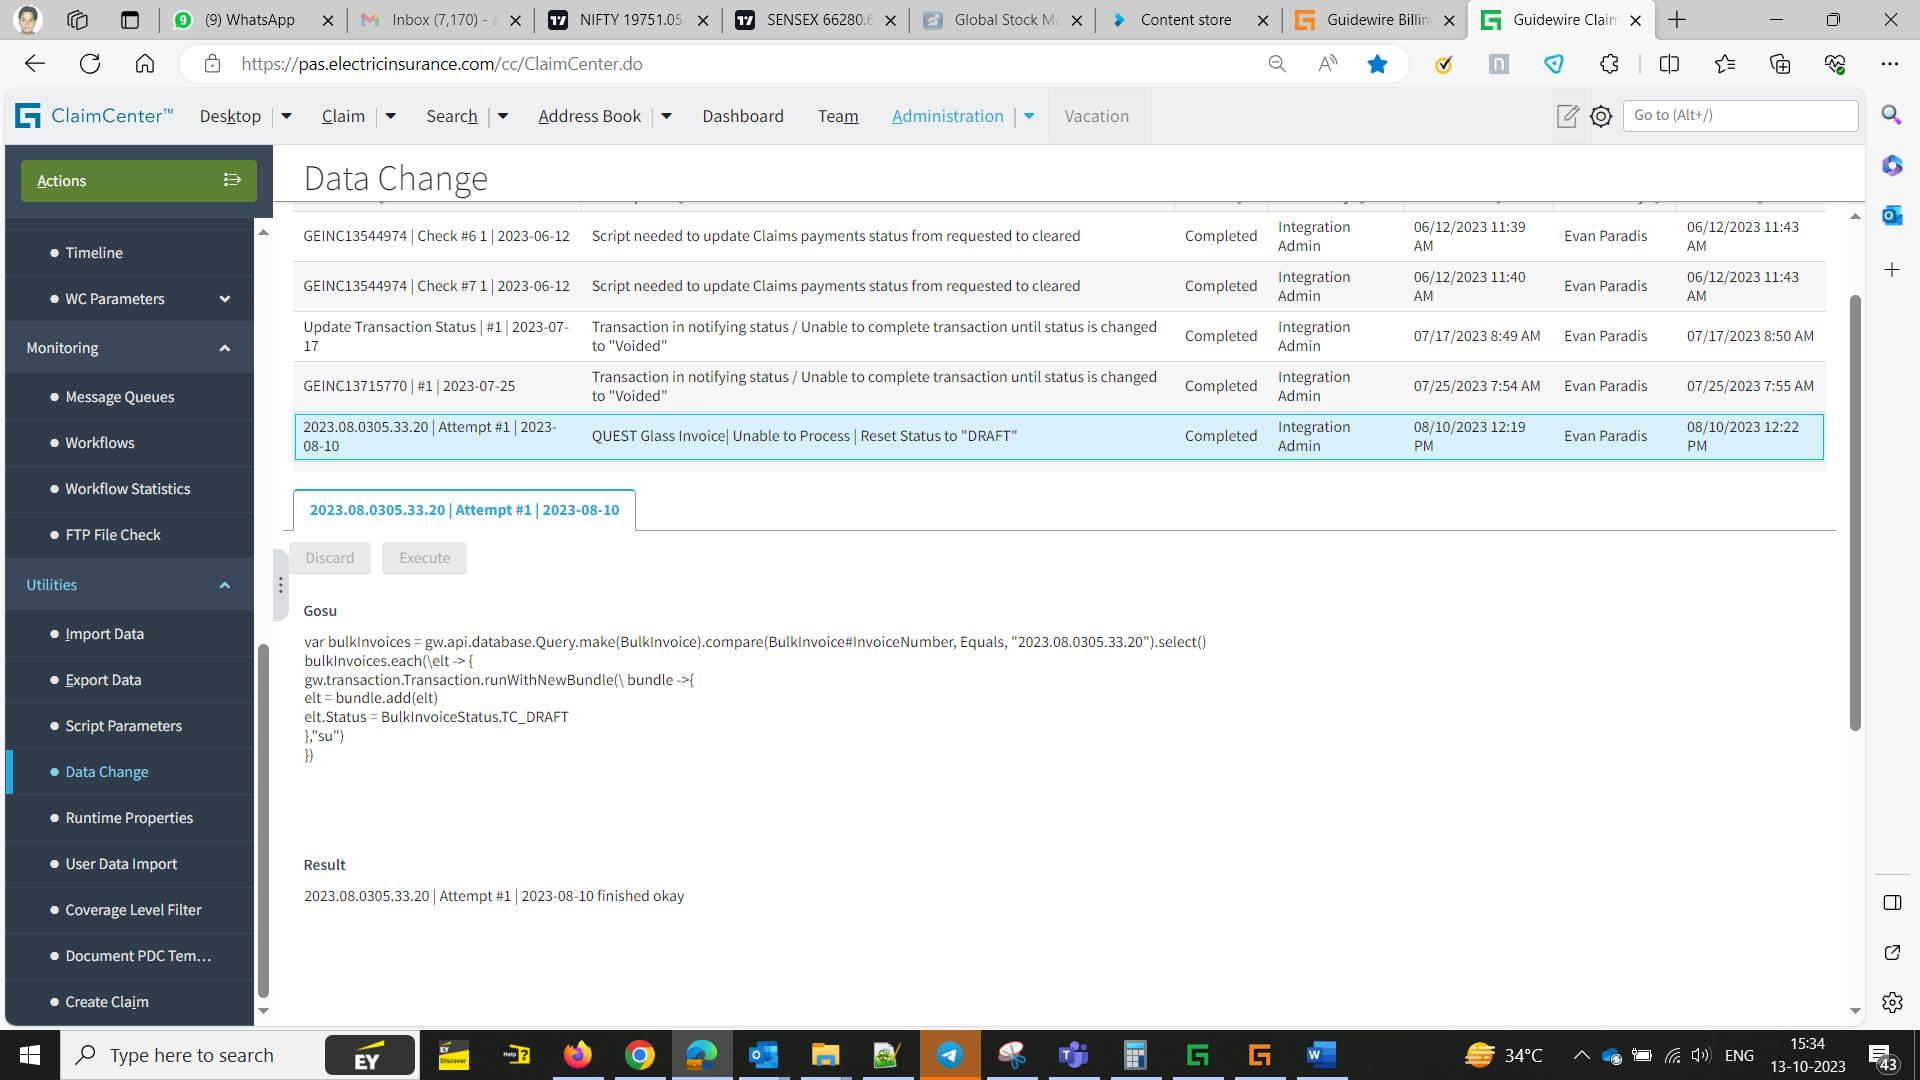 (9) WhatsApp
Inbox (7,170) - a
NIFTY 19751.05
SENSEX 66280.6
Global Stock Ma
Content store
Guidewire Billin
Guidewire Claim
https://pas.electricinsurance.com/cc/ClaimCenter.do
ClaimCenter™
Desktop
Claim
Search
Address Book
Dashboard
Team
Administration
Vacation
Go to (Alt+/)
Actions
Timeline
WC Parameters
Monitoring
Message Queues
Workflows
Workflow Statistics
FTP File Check
Utilities
Import Data
Export Data
Script Parameters
Data Change
Runtime Properties
User Data Import
Coverage Level Filter
Document PDC Tem...
Create Claim
Data Change
GEINC13544974 | Check #6 1 | 2023-06-12
Script needed to update Claims payments status from requested to cleared
Completed
Integration
Admin
06/12/2023 11:39
AM
Evan Paradis
06/12/2023 11:43
AM
GEINC13544974 | Check #7 1 | 2023-06-12
Script needed to update Claims payments status from requested to cleared
Completed
Integration
Admin
06/12/2023 11:40
AM
Evan Paradis
06/12/2023 11:43
AM
Update Transaction Status | #1 | 2023-07-
17
Transaction in notifying status / Unable to complete transaction until status is changed
to "Voided"
Completed
Integration
Admin
07/17/2023 8:49 AM
Evan Paradis
07/17/2023 8:50 AM
GEINC13715770 | #1 | 2023-07-25
Transaction in notifying status / Unable to complete transaction until status is changed
to "Voided"
Completed
Integration
Admin
07/25/2023 7:54 AM
Evan Paradis
07/25/2023 7:55 AM
2023.08.0305.33.20 | Attempt #1 | 2023-
08-10
QUEST Glass Invoice| Unable to Process | Reset Status to "DRAFT"
Completed
Integration
Admin
08/10/2023 12:19
PM
Evan Paradis
08/10/2023 12:22
PM
2023.08.0305.33.20 | Attempt #1 | 2023-08-10
Discard
Execute
Gosu
var bulkInvoices = gw.api.database.Query.make(BulkInvoice).compare(BulkInvoice#InvoiceNumber, Equals, "2023.08.0305.33.20").select()
bulkInvoices.each(\elt -> {
gw.transaction.Transaction.runWithNewBundle(\ bundle ->{
elt = bundle.add(elt)
elt.Status = BulkInvoiceStatus.TC_DRAFT
},"su")
})
Result
2023.08.0305.33.20 | Attempt #1 | 2023-08-10 finished okay
Type here to search
EY
EY
Discover
Help ?
34°C
ENG
15:34
13-10-2023
43